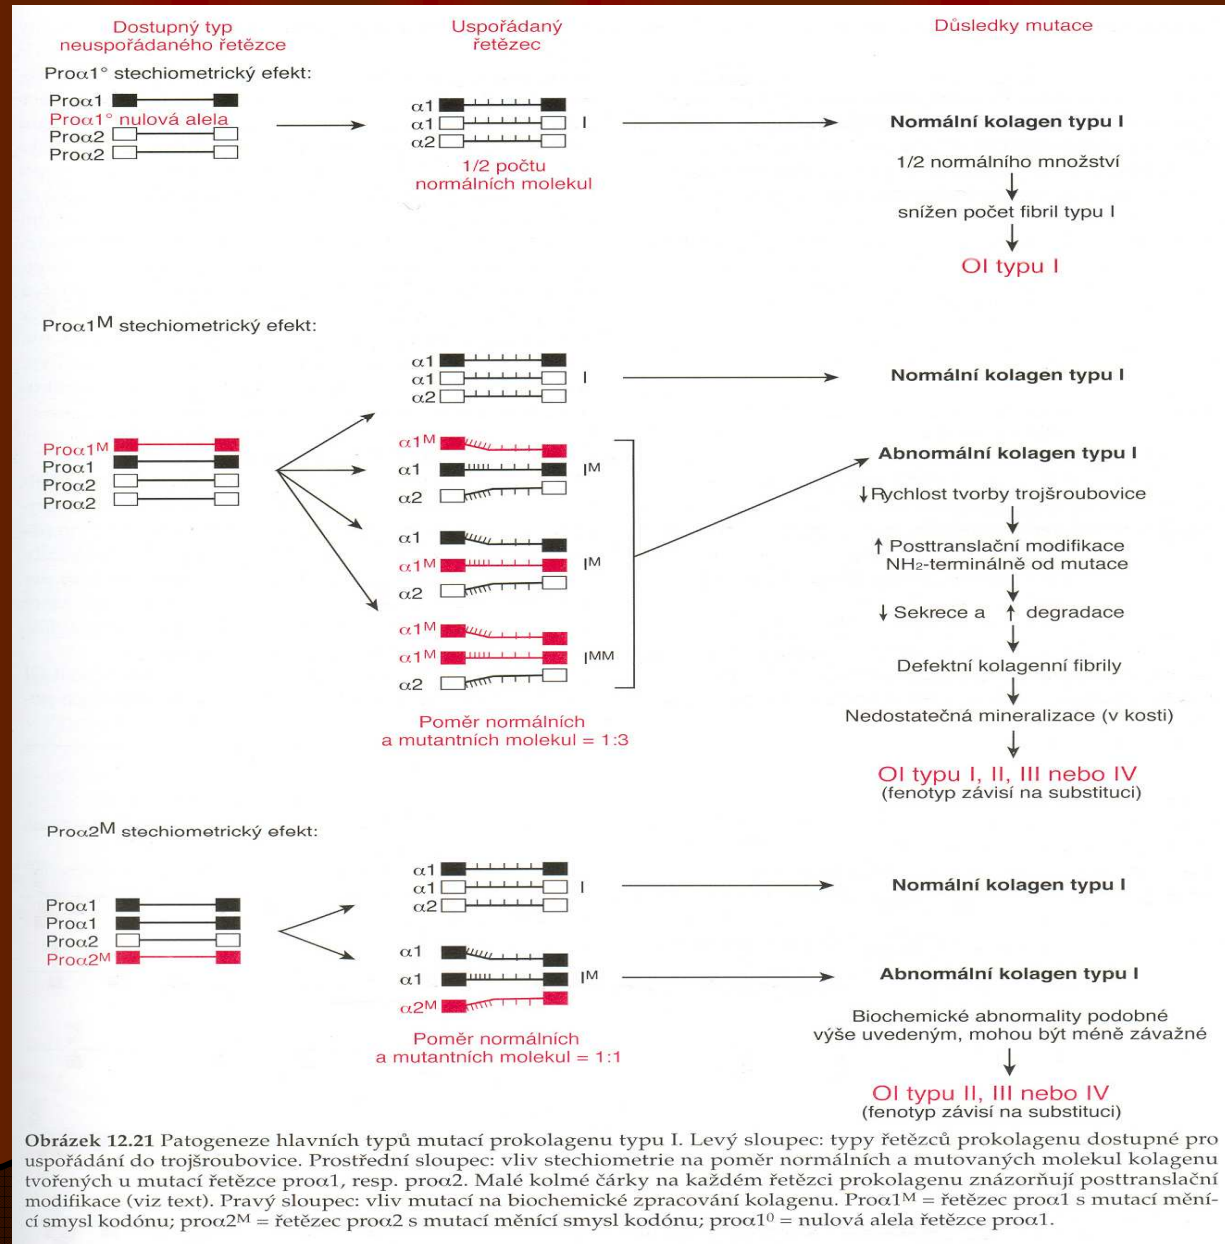 Dostupný typ
neuspořádaného řetězce
Uspořádaný
řetězec
Důsledky mutace
Proα1° stechiometrický efekt:
Proα1
Proα1° nulová alela
Proα2
Proα2
α1
α1
α2
I
1/2 počtu
normálních molekul
Normální kolagen typu I
1/2 normálního množství
snížen počet fibril typu I
OI typu I
Proα1ᴹ stechiometrický efekt:
Proα1ᴹ
Proα1
Proα2
Proα2
α1
α1
α2
I
α1ᴹ
α1
α2
Iᴹ
α1
α1ᴹ
α2
Iᴹ
α1ᴹ
α1ᴹ
α2
Iᴹᴹ
Poměr normálních
a mutantních molekul = 1:3
Normální kolagen typu I
Abnormální kolagen typu I
↓ Rychlost tvorby trojšroubovice
↑ Posttranslační modifikace
NH₂-terminálně od mutace
↓ Sekrece a ↑ degradace
Defektní kolagenní fibrily
Nedostatečná mineralizace (v kosti)
OI typu I, II, III nebo IV
(fenotyp závisí na substituci)
Proα2ᴹ stechiometrický efekt:
Proα1
Proα1
Proα2
Proα2ᴹ
α1
α1
α2
I
α1
α1
α2ᴹ
Iᴹ
Poměr normálních
a mutantních molekul = 1:1
Normální kolagen typu I
Abnormální kolagen typu I
Biochemické abnormality podobné
výše uvedeným, mohou být méně závažné
OI typu II, III nebo IV
(fenotyp závisí na substituci)
Obrázek 12.21 Patogeneze hlavních typů mutací prokolagenu typu I. Levý sloupec: typy řetězců prokolagenu dostupné pro
uspořádání do trojšroubovice. Prostřední sloupec: vliv stechiometrie na poměr normálních a mutovaných molekul kolagenu
tvořených u mutací řetězce proα1, resp. proα2. Malé kolmé čárky na každém řetězci prokolagenu znázorňují posttranslační
modifikace (viz text). Pravý sloupec: vliv mutací na biochemické zpracování kolagenu. Proα1ᴹ = řetězec proα1 s mutací měni-
cí smysl kodónu; proα2ᴹ = řetězec proα2 s mutací měnící smysl kodónu; proα1⁰ = nulová alela řetězce proα1.